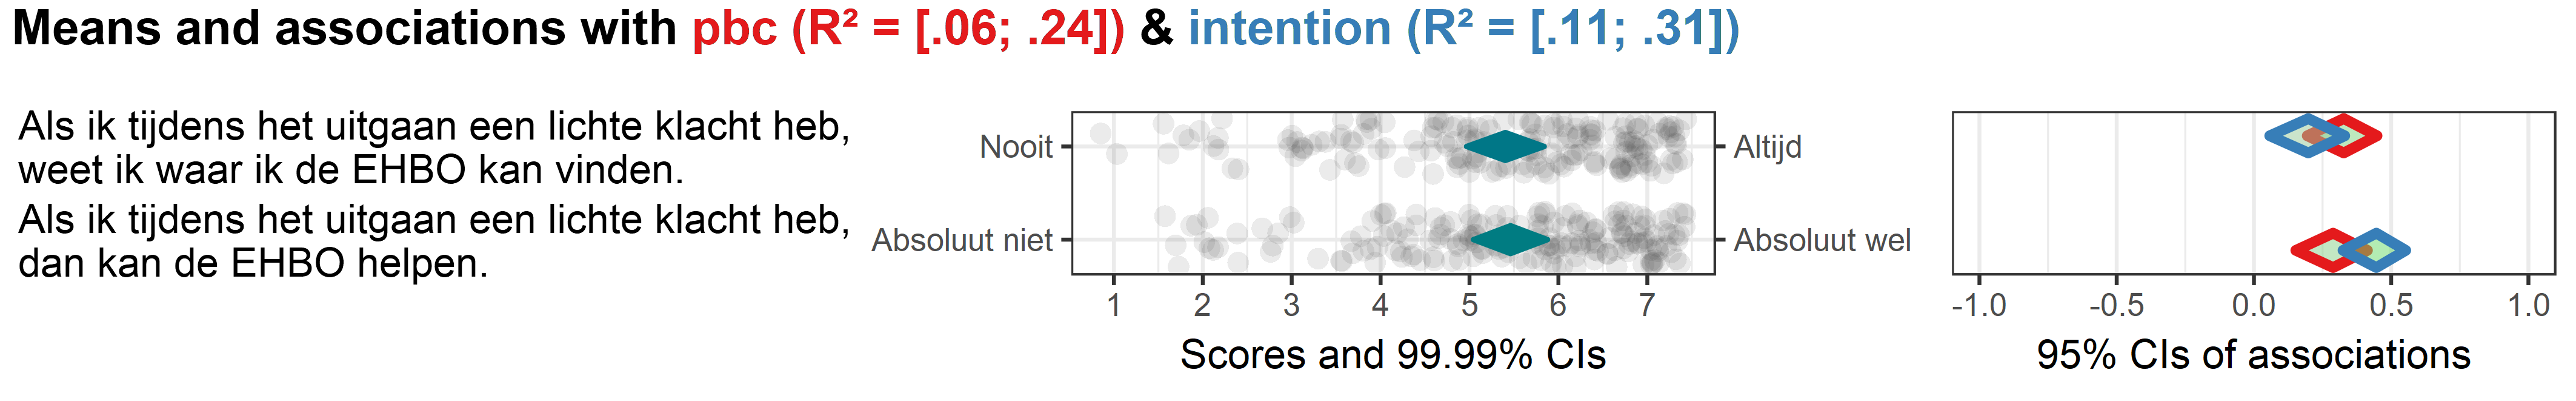 Means and associations with pbc (R² = [.06; .24]) & intention (R² = [.11; .31])
Als ik tijdens het uitgaan een lichte klacht heb,
weet ik waar ik de EHBO kan vinden.
Nooit
Altijd
Als ik tijdens het uitgaan een lichte klacht heb,
dan kan de EHBO helpen.
Absoluut niet
Absoluut wel
1 2 3 4 5 6 7
Scores and 99.99% CIs
-1.0 -0.5 0.0 0.5 1.0
95% CIs of associations